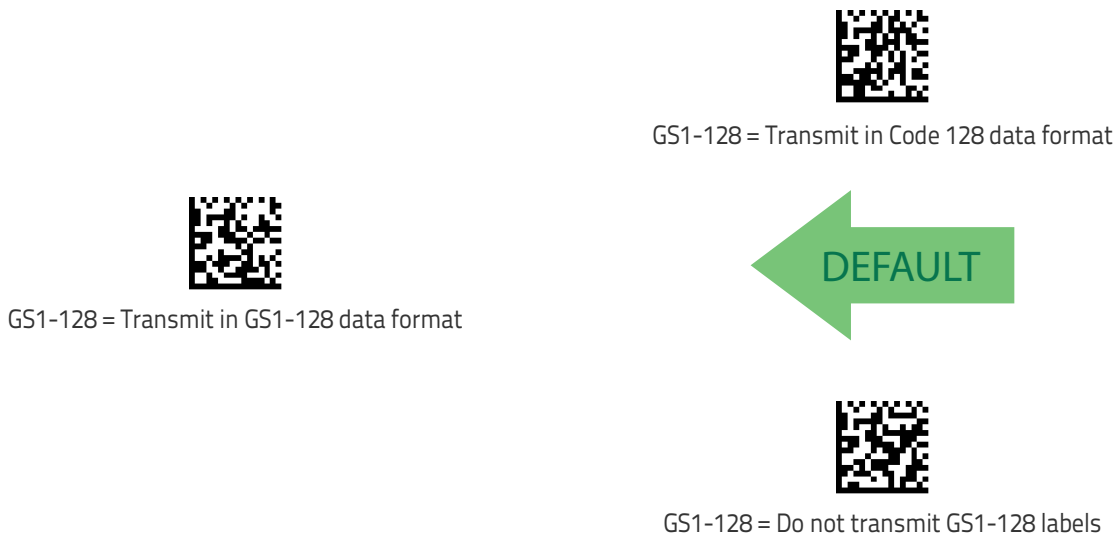 GS1-128 = Transmit in Code 128 data format
DEFAULT
GS1-128 = Transmit in GS1-128 data format
GS1-128 = Do not transmit GS1-128 labels